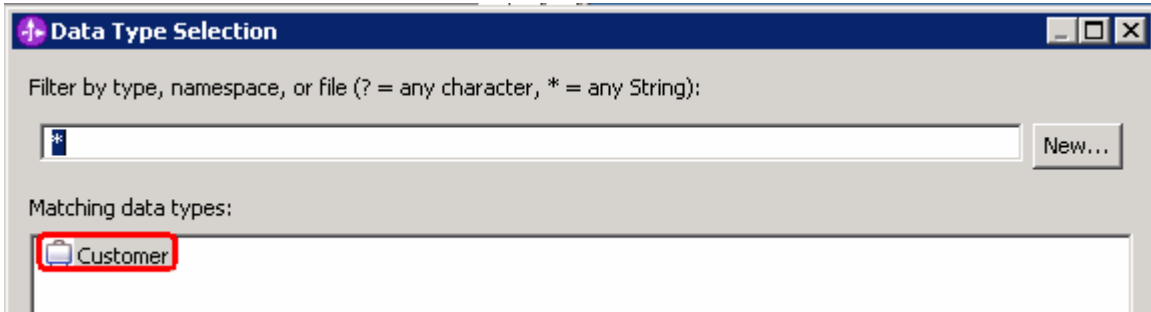 Data Type Selection
Filter by type, namespace, or file (? = any character, * = any String):
*
New...
Matching data types:
Customer